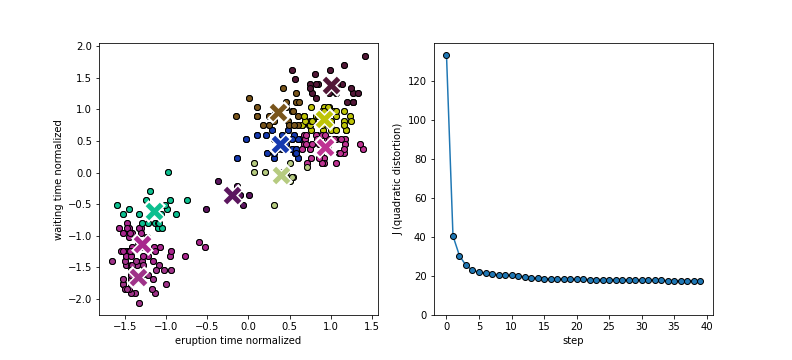 2.0
1.5
1.0
0.5
0.0
−0.5
−1.0
−1.5
−2.0
waiting time normalized
−1.5 −1.0 −0.5 0.0 0.5 1.0 1.5
eruption time normalized
120
100
80
60
40
20
0
J (quadratic distortion)
0 5 10 15 20 25 30 35 40
step